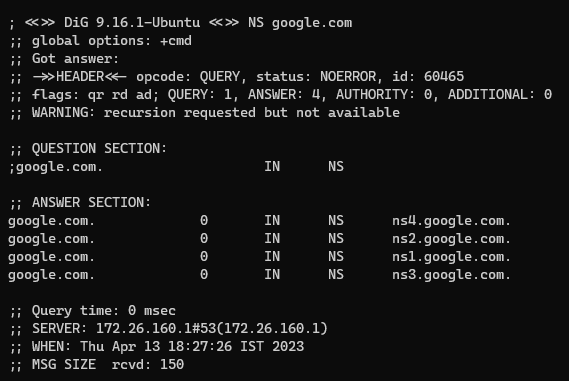 ; <<>> DiG 9.16.1-Ubuntu <<>> NS google.com
;; global options: +cmd
;; Got answer:
;; ->>HEADER<<- opcode: QUERY, status: NOERROR, id: 60465
;; flags: qr rd ad; QUERY: 1, ANSWER: 4, AUTHORITY: 0, ADDITIONAL: 0
;; WARNING: recursion requested but not available
;; QUESTION SECTION:
;google.com. IN NS
;; ANSWER SECTION:
google.com. 0 IN NS ns4.google.com.
google.com. 0 IN NS ns2.google.com.
google.com. 0 IN NS ns1.google.com.
google.com. 0 IN NS ns3.google.com.
;; Query time: 0 msec
;; SERVER: 172.26.160.1#53(172.26.160.1)
;; WHEN: Thu Apr 13 18:27:26 IST 2023
;; MSG SIZE rcvd: 150